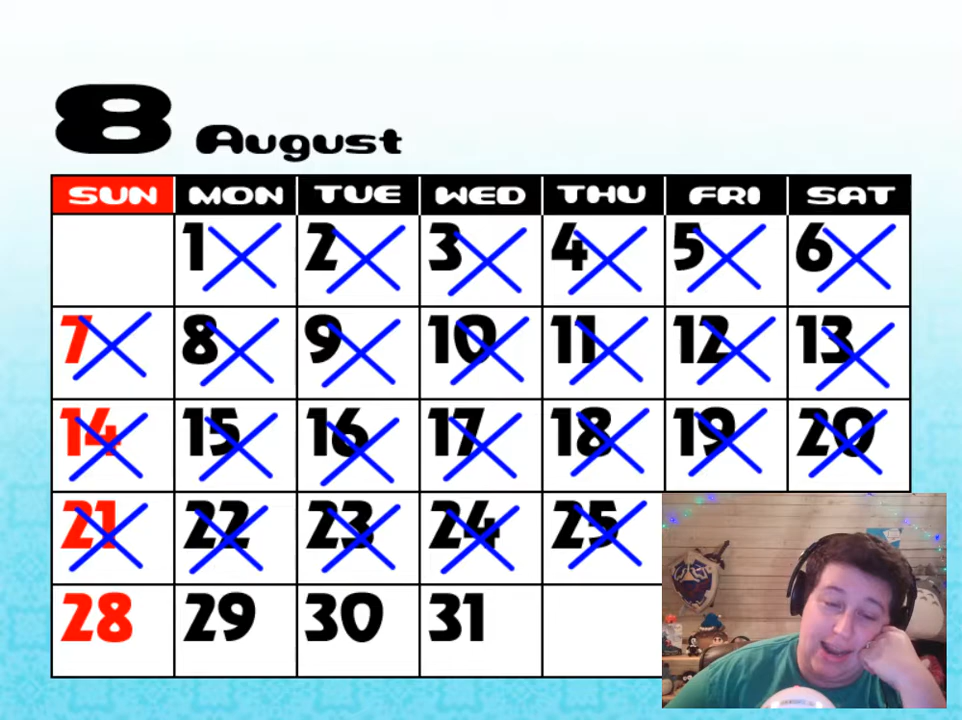 8 August
SUN MON TUE WED THU FRI SAT
1 2 3 4 5 6
7 8 9 10 11 12 13
14 15 16 17 18 19 20
21 22 23 24 25
28 29 30 31